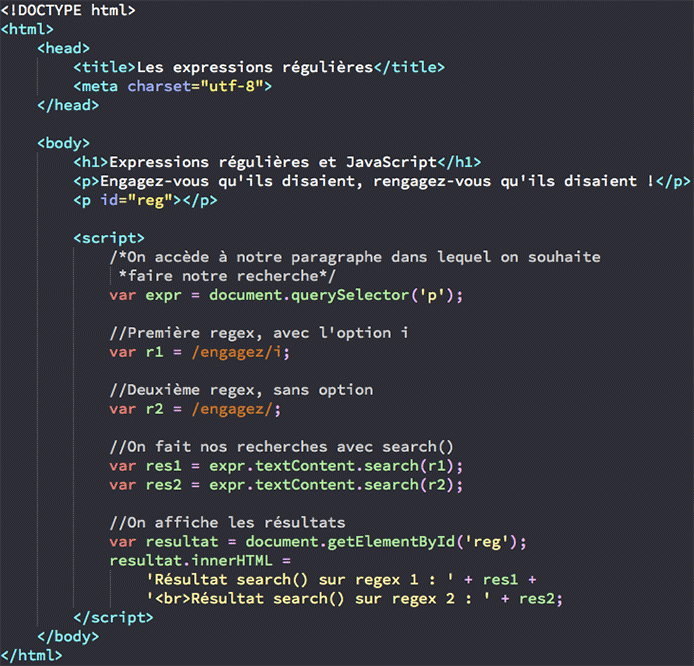 <!DOCTYPE html>
<html>
    <head>
        <title>Les expressions régulières</title>
        <meta charset="utf-8">
    </head>

    <body>
        <h1>Expressions régulières et JavaScript</h1>
        <p>Engagez-vous qu'ils disaient, rengagez-vous qu'ils disaient !</p>
        <p id="reg"></p>

        <script>
            /*On accède à notre paragraphe dans lequel on souhaite
             *faire notre recherche*/
            var expr = document.querySelector('p');

            //Première regex, avec l'option i
            var r1 = /engagez/i;

            //Deuxième regex, sans option
            var r2 = /engagez/;

            //On fait nos recherches avec search()
            var res1 = expr.textContent.search(r1);
            var res2 = expr.textContent.search(r2);

            //On affiche les résultats
            var resultat = document.getElementById('reg');
            resultat.innerHTML =
                'Résultat search() sur regex 1 : ' + res1 +
                '<br>Résultat search() sur regex 2 : ' + res2;
        </script>
    </body>
</html>